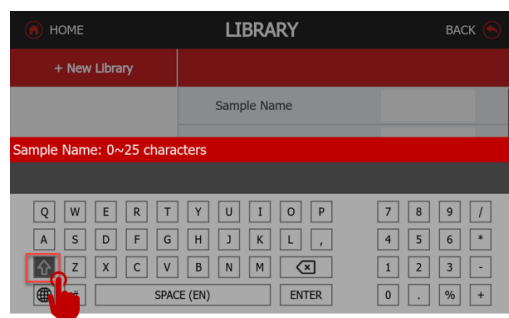 HOME LIBRARY BACK
+ New Library
Sample Name
Sample Name: 0~25 characters
Q W E R T Y U I O P 7 8 9 /
A S D F G H J K L , 4 5 6 *
Z X C V B N M 1 2 3 -
SPACE (EN) ENTER 0 . % +